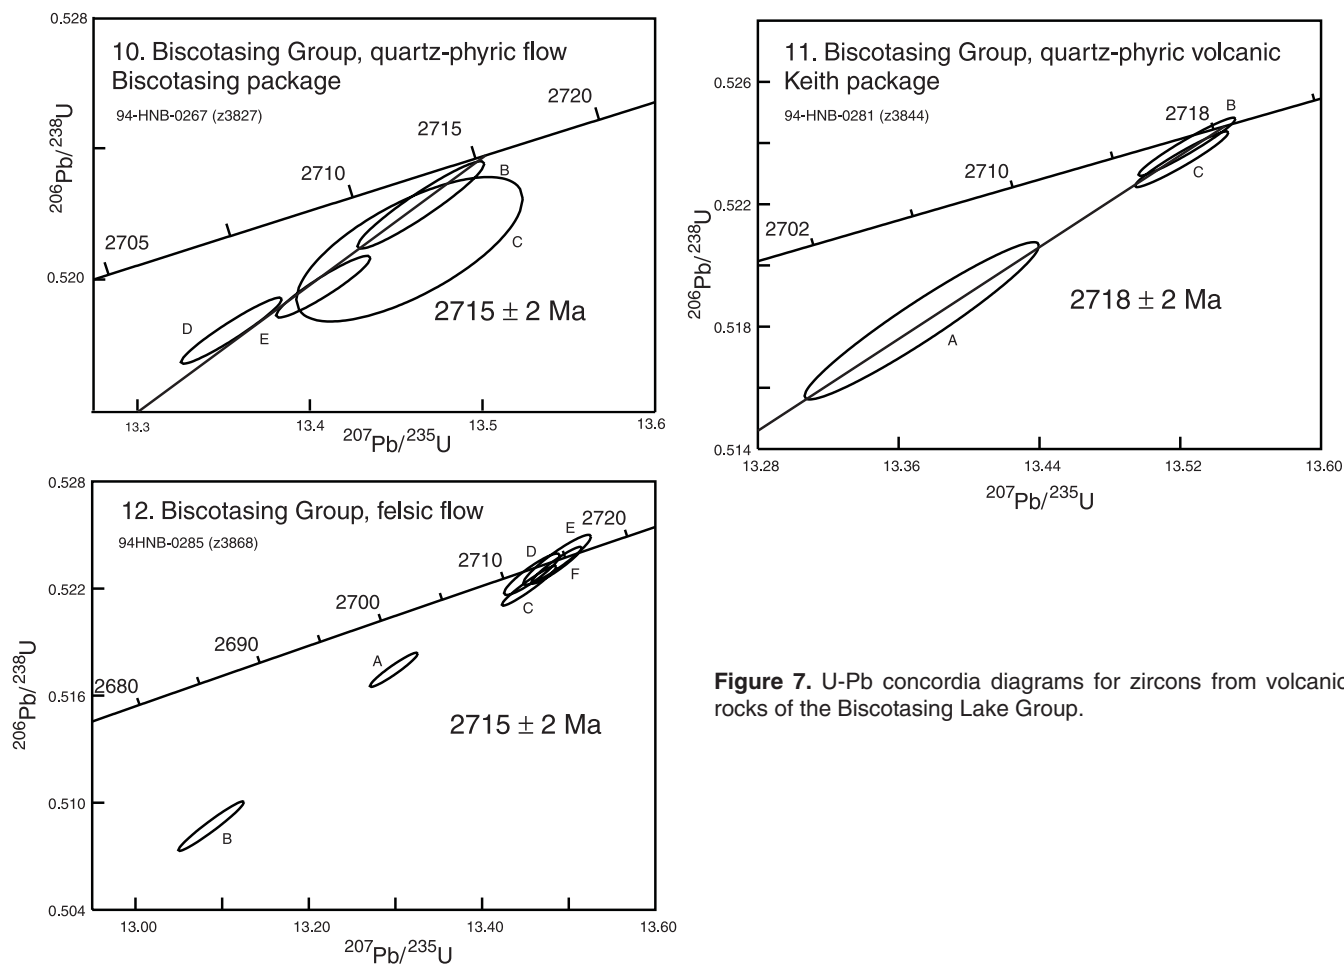 0.528
10. Biscotasing Group, quartz-phyric flow
Biscotasing package
94-HNB-0267 (z3827)
2720
2715
2710
2705
B
C
D
E
2715 ± 2 Ma
0.520
206Pb/238U
13.3
13.4
13.5
13.6
207Pb/235U
11. Biscotasing Group, quartz-phyric volcanic
Keith package
94-HNB-0281 (z3844)
0.526
0.522
0.518
0.514
206Pb/238U
2718
2710
2702
B
C
A
2718 ± 2 Ma
13.28
13.36
13.44
13.52
13.60
207Pb/235U
0.528
12. Biscotasing Group, felsic flow
94HNB-0285 (z3868)
E
2720
D
2710
F
C
2700
2690
A
2680
B
2715 ± 2 Ma
0.522
0.516
0.510
0.504
206Pb/238U
13.00
13.20
13.40
13.60
207Pb/235U
Figure 7. U-Pb concordia diagrams for zircons from volcanic
rocks of the Biscotasing Lake Group.